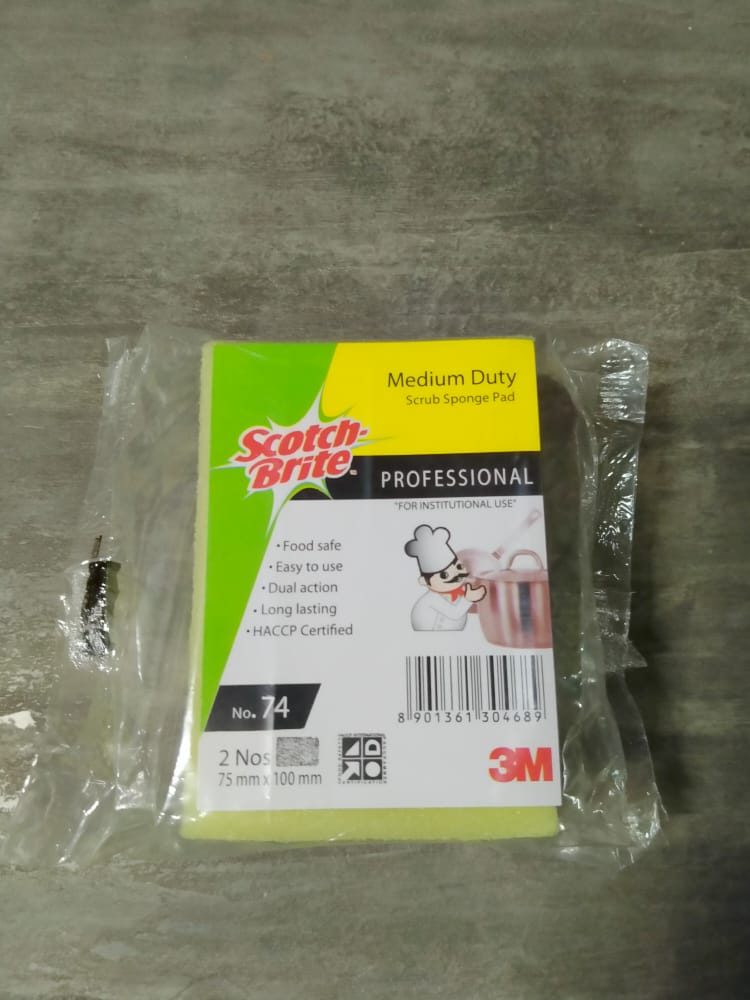 Medium Duty
Scrub Sponge Pad
Scotch-
Brite™
PROFESSIONAL
"FOR INSTITUTIONAL USE"
• Food safe
• Easy to use
• Dual action
• Long lasting
• HACCP Certified
No. 74
8 901361 304689
2 Nos
75 mm x 100 mm
3M